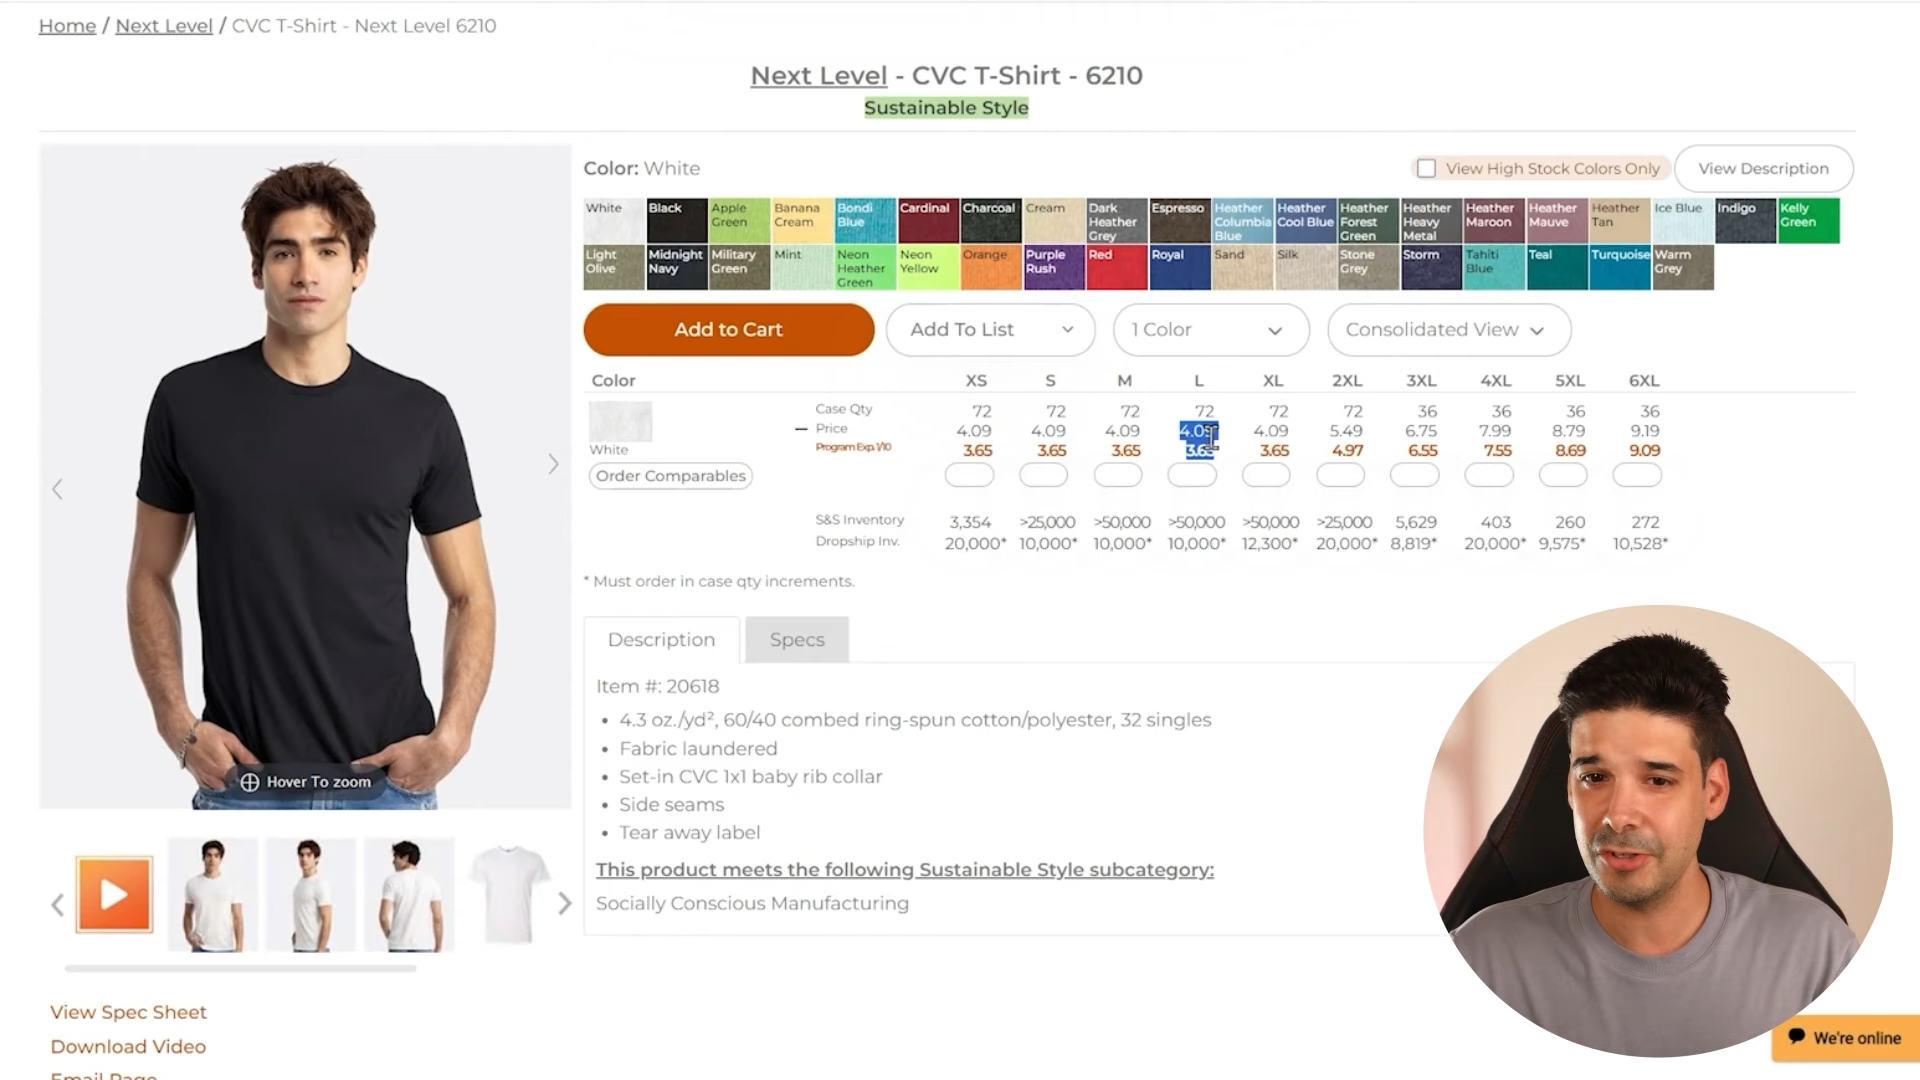 Home / Next Level / CVC T-Shirt - Next Level 6210
Next Level - CVC T-Shirt - 6210
Sustainable Style
Color: White
View High Stock Colors Only
View Description
White Black Apple Green Banana Cream Bondi Blue Cardinal Charcoal Cream Dark Heather Grey Espresso Heather Columbia Blue Heather Cool Blue Heather Forest Green Heather Heavy Metal Heather Maroon Heather Mauve Heather Tan Ice Blue Indigo Kelly Green
Light Olive Midnight Navy Military Green Mint Neon Heather Green Neon Yellow Orange Purple Rush Red Royal Sand Silk Stone Grey Storm Tahiti Blue Teal Turquoise Warm Grey
Add to Cart Add To List 1 Color Consolidated View
Color XS S M L XL 2XL 3XL 4XL 5XL 6XL
Case Qty 72 72 72 72 72 72 36 36 36 36
Price 4.09 4.09 4.09 4.09 4.09 5.49 6.75 7.99 8.79 9.19
White Program Exp. 1/10 3.65 3.65 3.65 3.65 3.65 4.97 6.55 7.55 8.69 9.09
Order Comparables
S&S Inventory 3,354 >25,000 >50,000 >50,000 >50,000 >25,000 5,629 403 260 272
Dropship Inv. 20,000* 10,000* 10,000* 10,000* 12,300* 20,000* 8,819* 20,000* 9,575* 10,528*
* Must order in case qty increments.
Description Specs
Item #: 20618
• 4.3 oz./yd², 60/40 combed ring-spun cotton/polyester, 32 singles
• Fabric laundered
• Set-in CVC 1x1 baby rib collar
• Side seams
• Tear away label
This product meets the following Sustainable Style subcategory:
Socially Conscious Manufacturing
Hover To zoom
View Spec Sheet
Download Video
Email Page
We're online